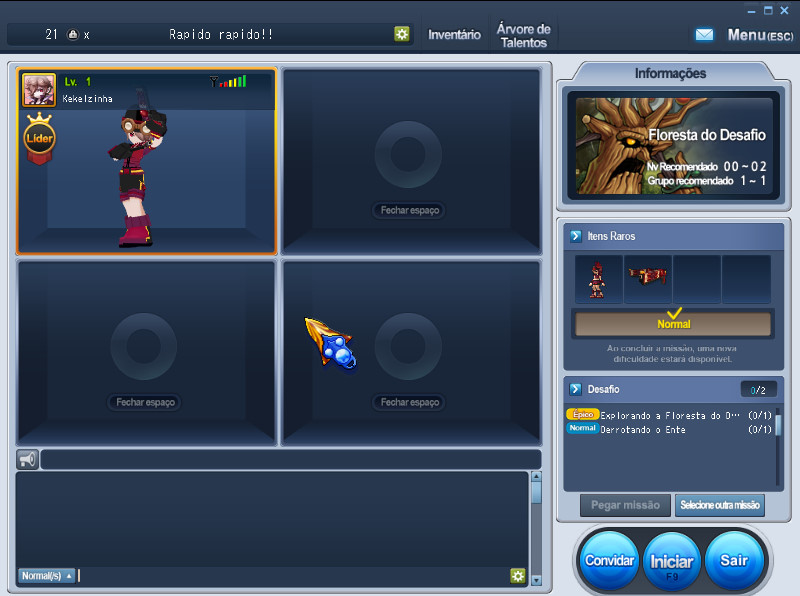 21 x
Rapido rapido!!
Inventário
Árvore de
Talentos
Menu(ESC)
Lv. 1
Kekelzinha
Líder
Fechar espaço
Fechar espaço
Fechar espaço
Informações
Floresta do Desafio
Nv Recomendado 00 ~ 02
Grupo recomendado 1 ~ 1
Itens Raros
Normal
Ao concluir a missão, uma nova
dificuldade estará disponível.
Desafio
0/2
Épico Explorando a Floresta do D... (0/1)
Normal Derrotando o Ente (0/1)
Pegar missão
Selecione outra missão
Normal(/s)
Convidar
Iniciar
F9
Sair